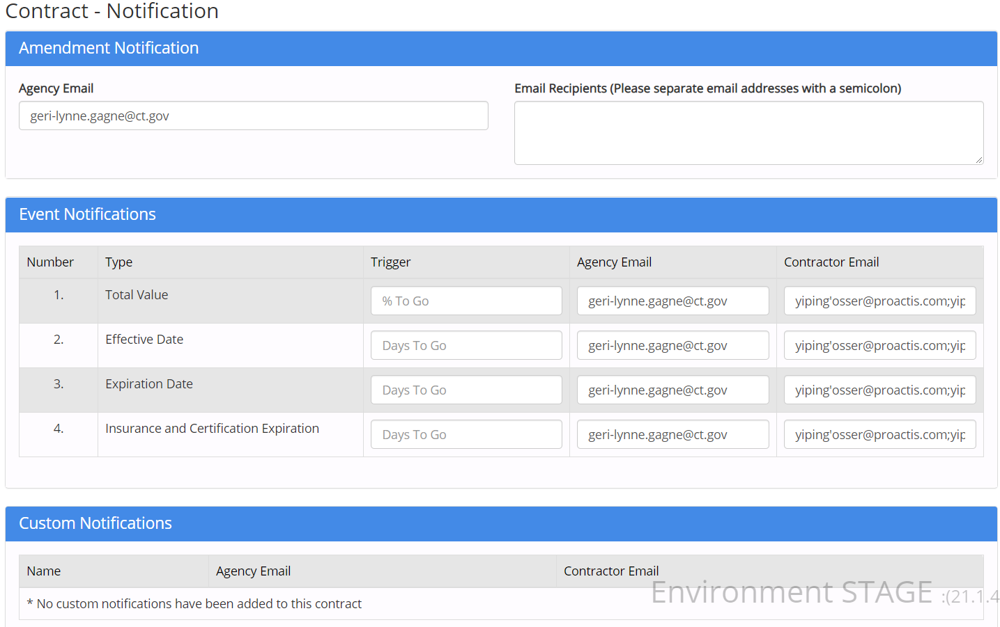 Contract - Notification
Amendment Notification
Agency Email
Email Recipients (Please separate email addresses with a semicolon)
geri-lynne.gagne@ct.gov
Event Notifications
Number Type Trigger Agency Email Contractor Email
1. Total Value % To Go geri-lynne.gagne@ct.gov yiping'osser@proactis.com;yip
2. Effective Date Days To Go geri-lynne.gagne@ct.gov yiping'osser@proactis.com;yip
3. Expiration Date Days To Go geri-lynne.gagne@ct.gov yiping'osser@proactis.com;yip
4. Insurance and Certification Expiration Days To Go geri-lynne.gagne@ct.gov yiping'osser@proactis.com;yip
Custom Notifications
Name Agency Email Contractor Email
* No custom notifications have been added to this contract
Environment STAGE :(21.1.4